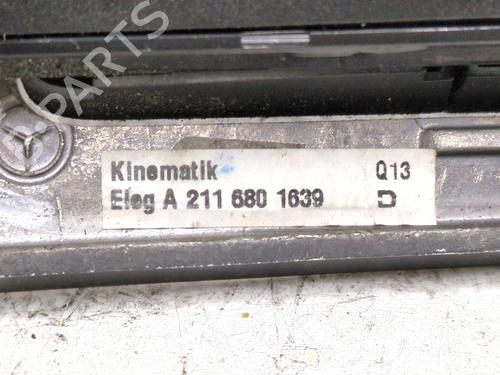 PARTS
Kinematik Q13
Eleg A 211 680 1639 D